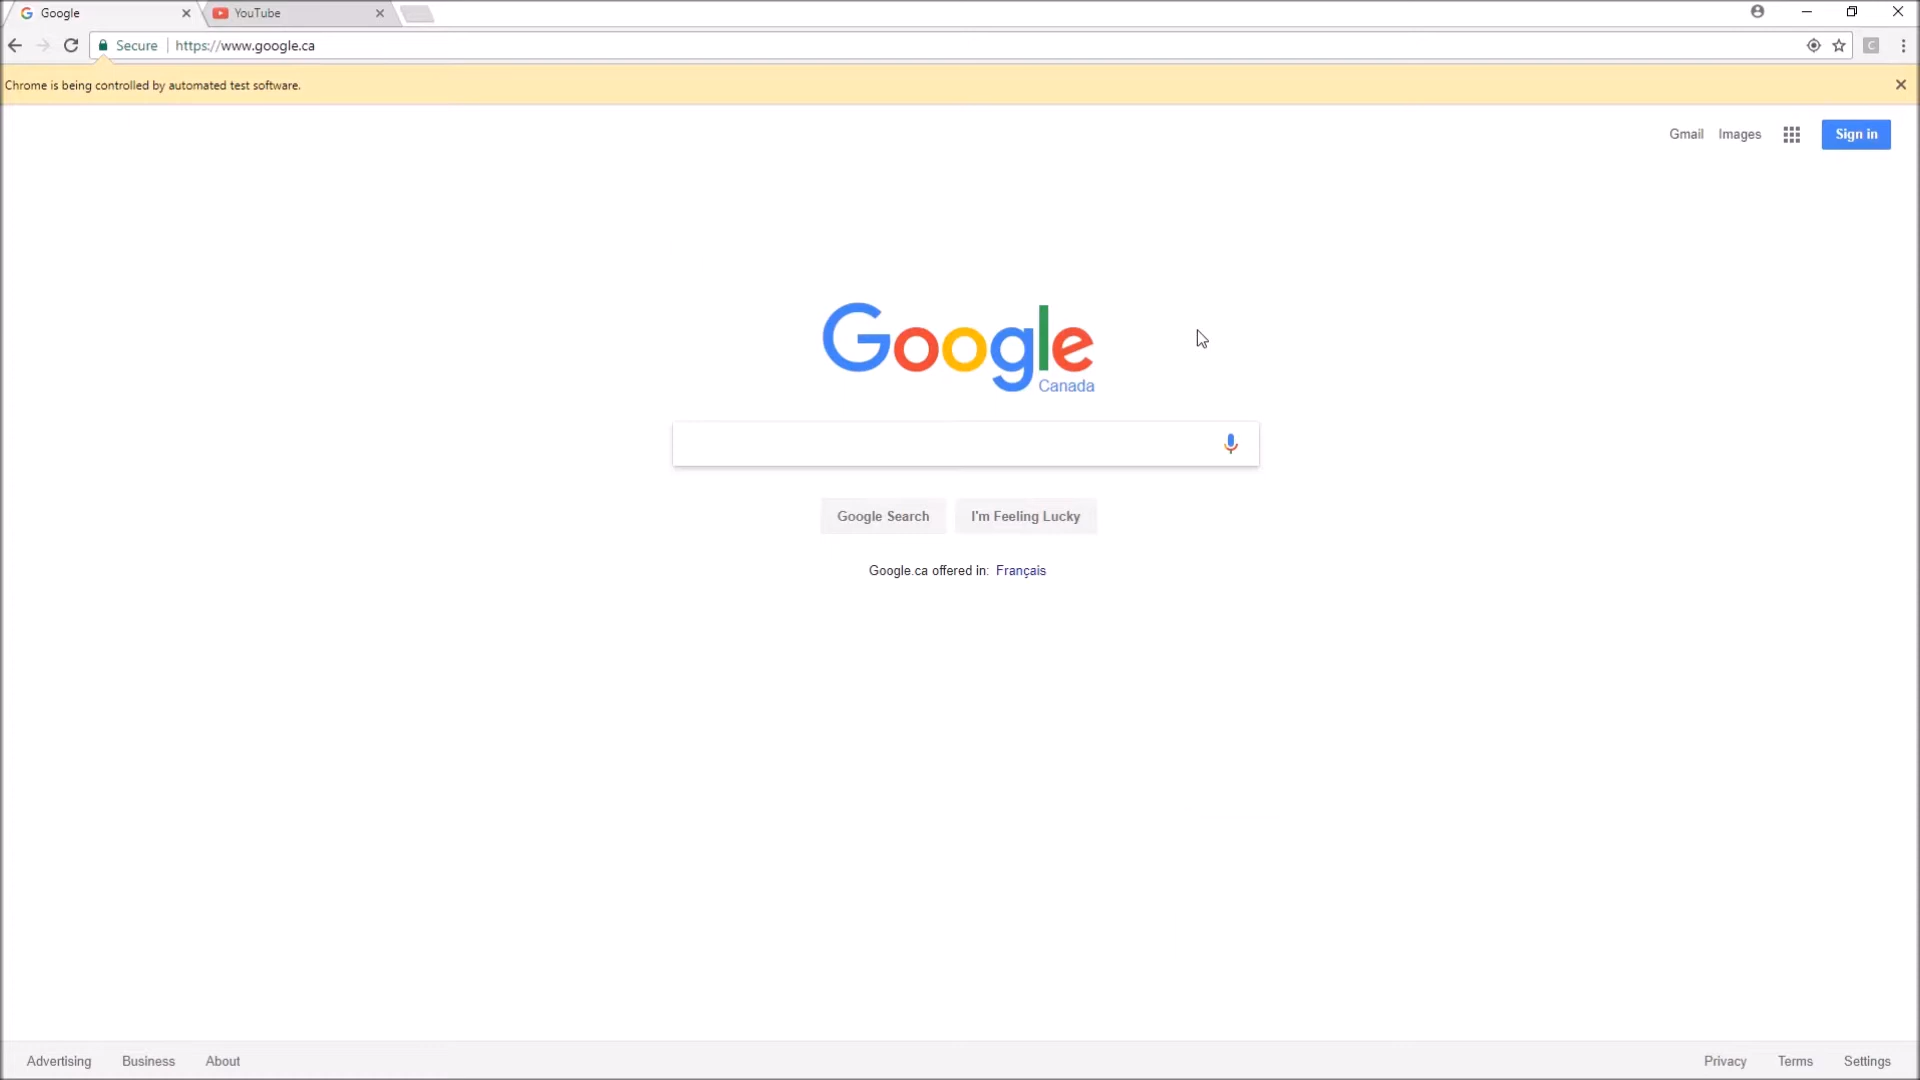 Google
YouTube
Secure
https://www.google.ca
C
Chrome is being controlled by automated test software.
Gmail
Images
Sign in
Google
Canada
Google Search
I'm Feeling Lucky
Google.ca offered in: Français
Advertising
Business
About
Privacy
Terms
Settings